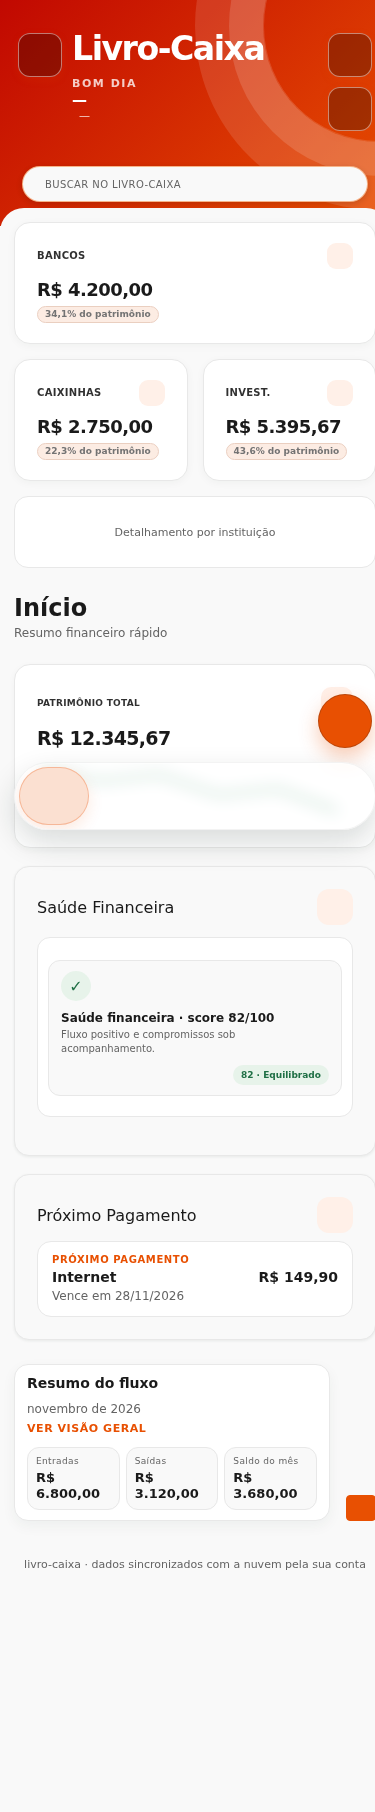 Livro-Caixa
BOM DIA
—
—
BUSCAR NO LIVRO-CAIXA
BANCOS
R$ 4.200,00
34,1% do patrimônio
CAIXINHAS
R$ 2.750,00
22,3% do patrimônio
INVEST.
R$ 5.395,67
43,6% do patrimônio
Detalhamento por instituição
Início
Resumo financeiro rápido
PATRIMÔNIO TOTAL
R$ 12.345,67
Saúde Financeira
✓
Saúde financeira · score 82/100
Fluxo positivo e compromissos sob
acompanhamento.
82 · Equilibrado
Próximo Pagamento
PRÓXIMO PAGAMENTO
Internet R$ 149,90
Vence em 28/11/2026
Resumo do fluxo
novembro de 2026
VER VISÃO GERAL
Entradas
R$
6.800,00
Saídas
R$
3.120,00
Saldo do mês
R$
3.680,00
livro-caixa · dados sincronizados com a nuvem pela sua conta